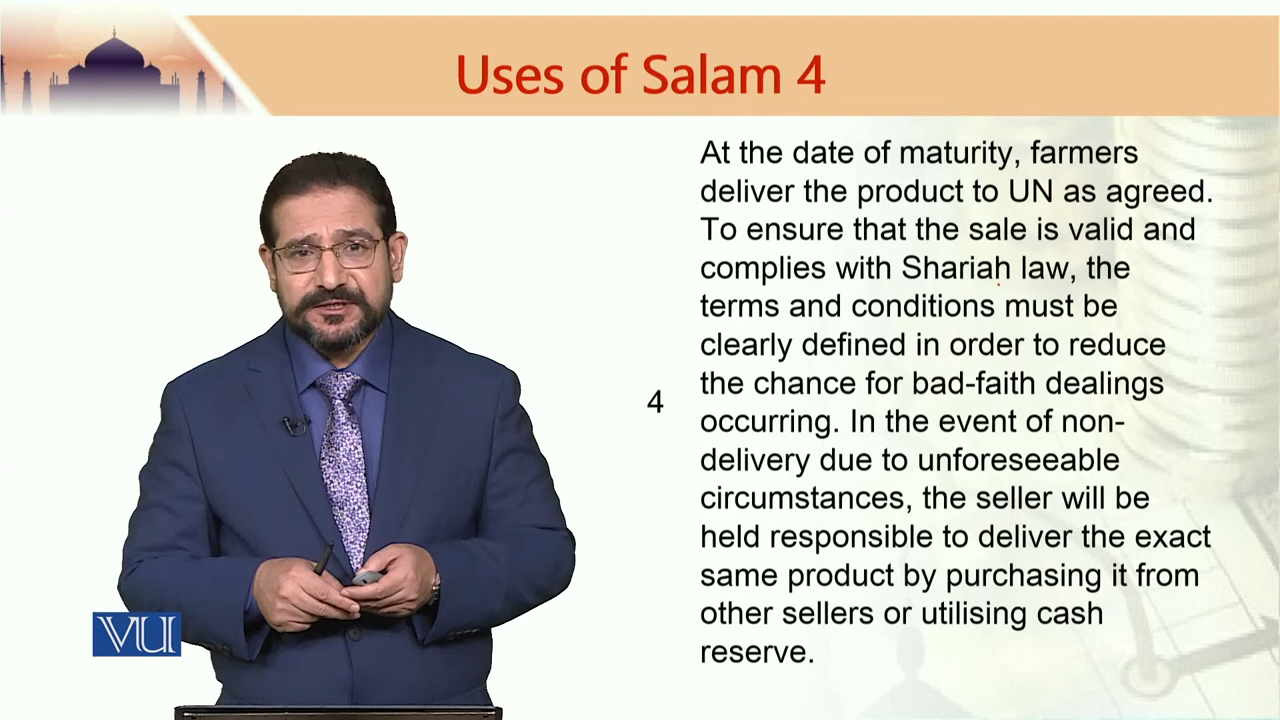 Uses of Salam 4
4
At the date of maturity, farmers
deliver the product to UN as agreed.
To ensure that the sale is valid and
complies with Shariah law, the
terms and conditions must be
clearly defined in order to reduce
the chance for bad-faith dealings
occurring. In the event of non-
delivery due to unforeseeable
circumstances, the seller will be
held responsible to deliver the exact
same product by purchasing it from
other sellers or utilising cash
reserve.
VU